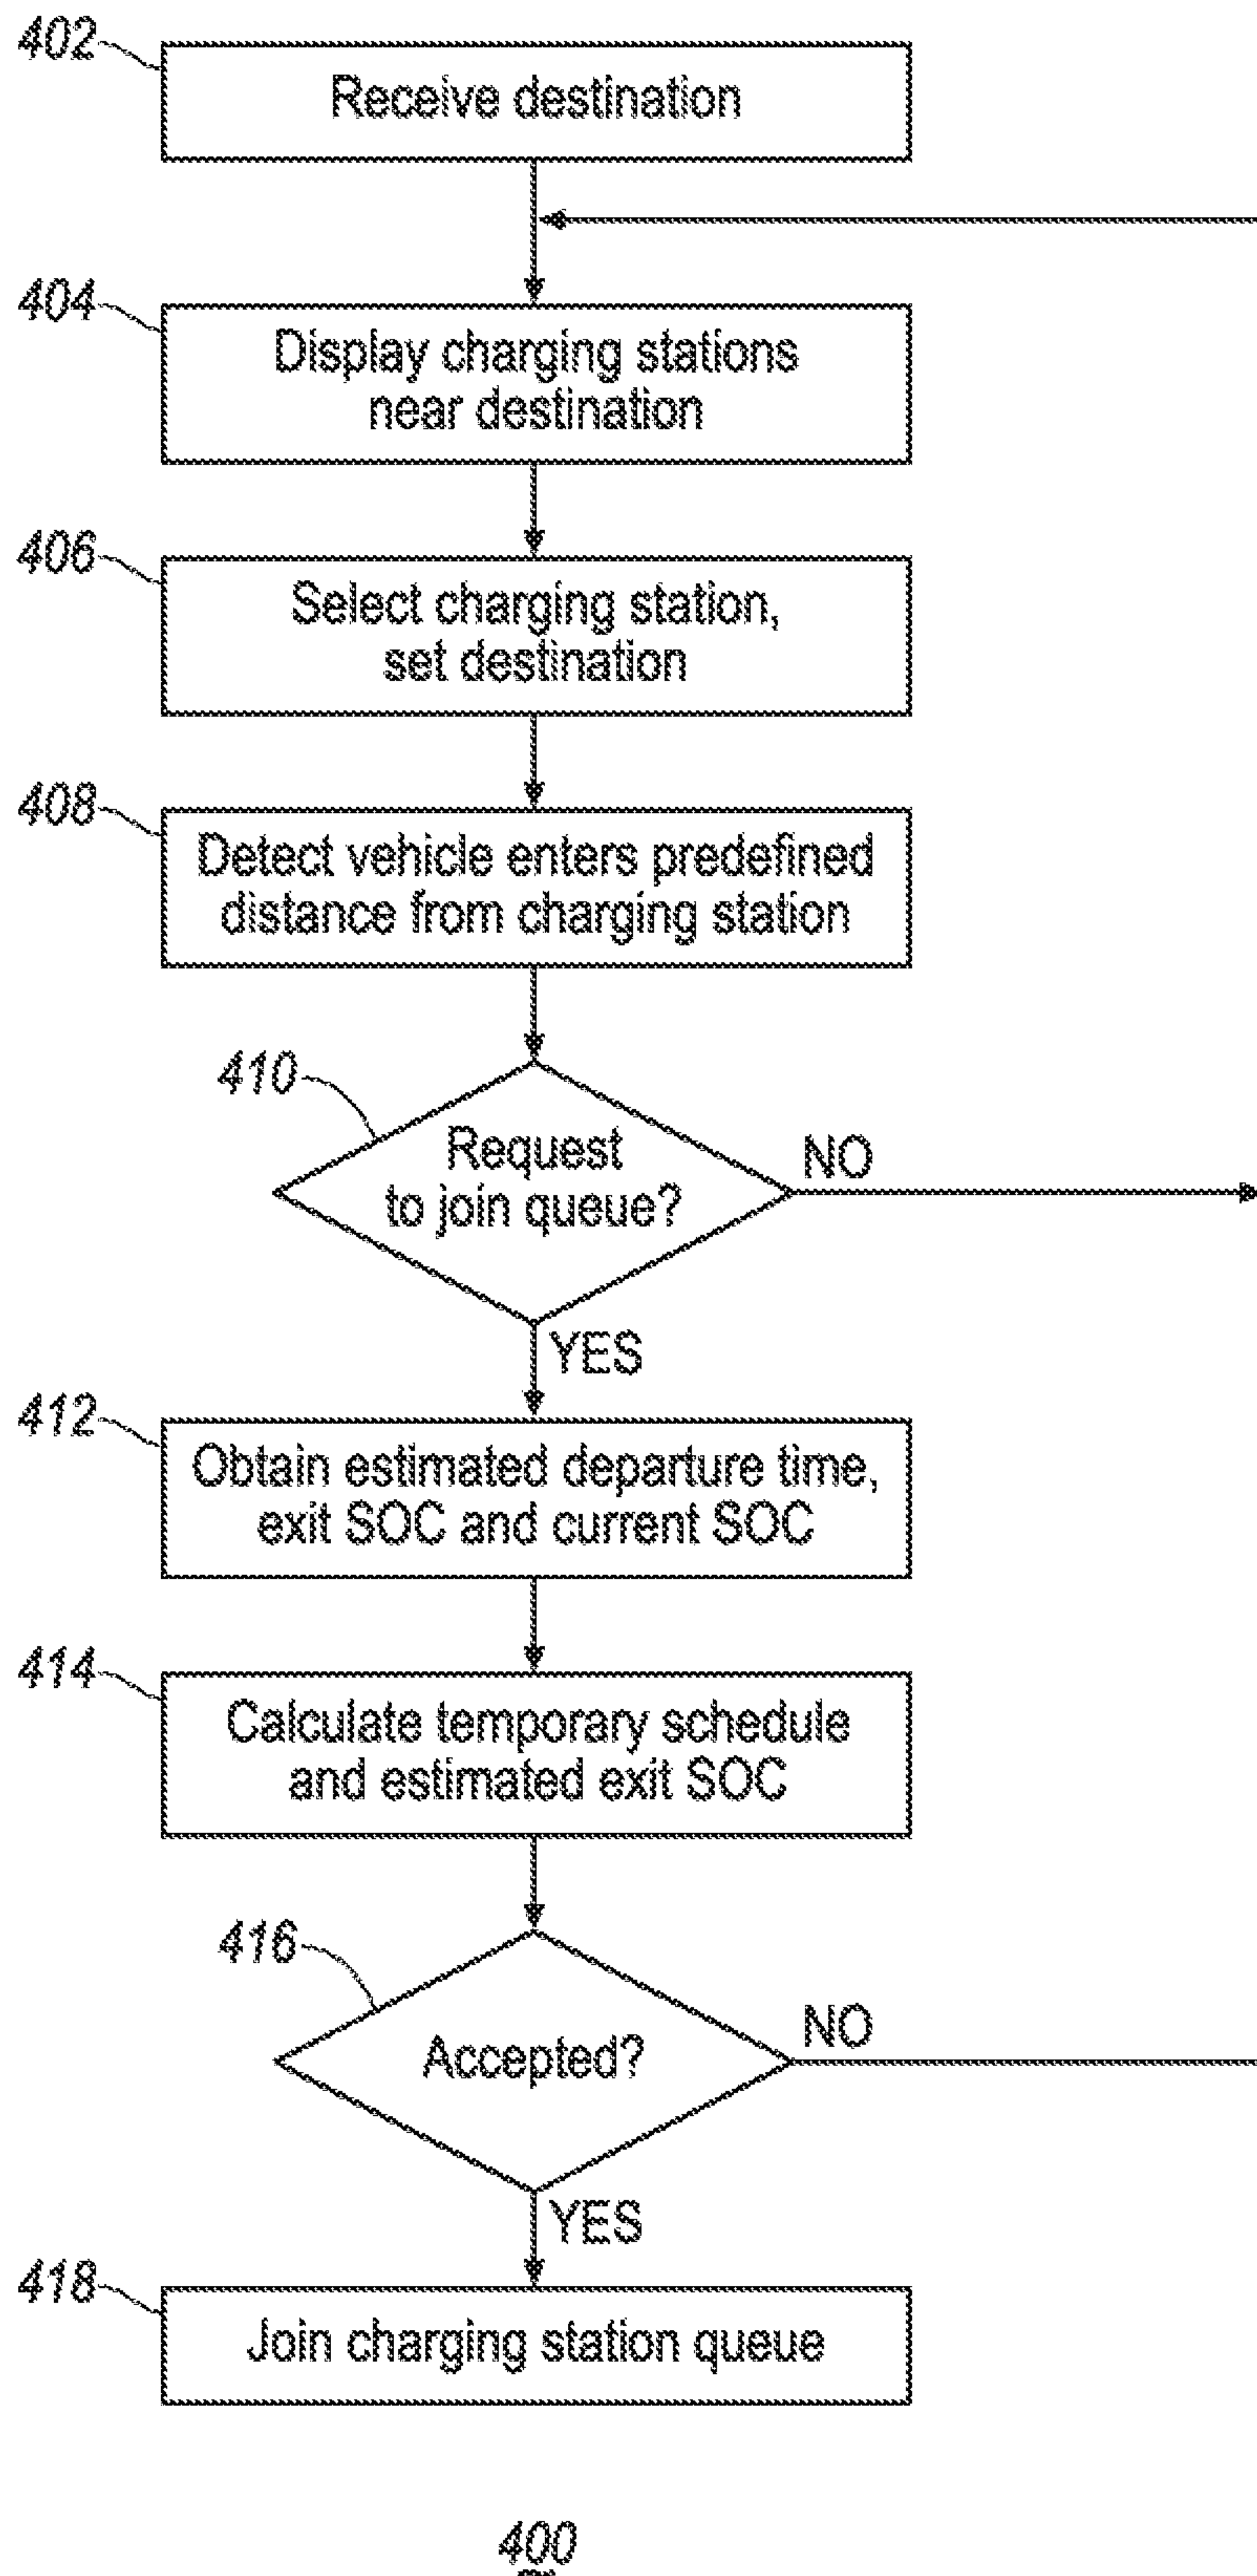 402
Receive destination
404
Display charging stations
near destination
406
Select charging station,
set destination
408
Detect vehicle enters predefined
distance from charging station
410
Request
to join queue?
NO
YES
412
Obtain estimated departure time,
exit SOC and current SOC
414
Calculate temporary schedule
and estimated exit SOC
416
Accepted?
NO
YES
418
Join charging station queue
400